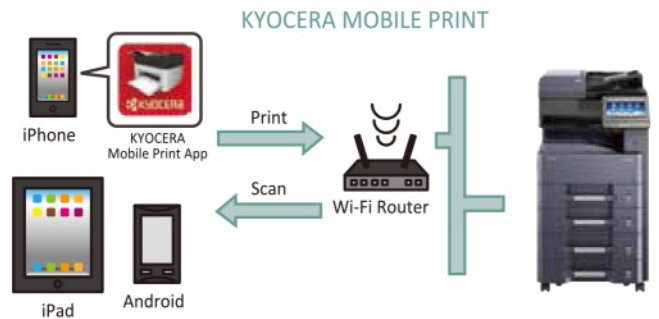 KYOCERA MOBILE PRINT
KYOCERA
iPhone
KYOCERA
Mobile Print App
Print
Scan
Wi-Fi Router
iPad
Android